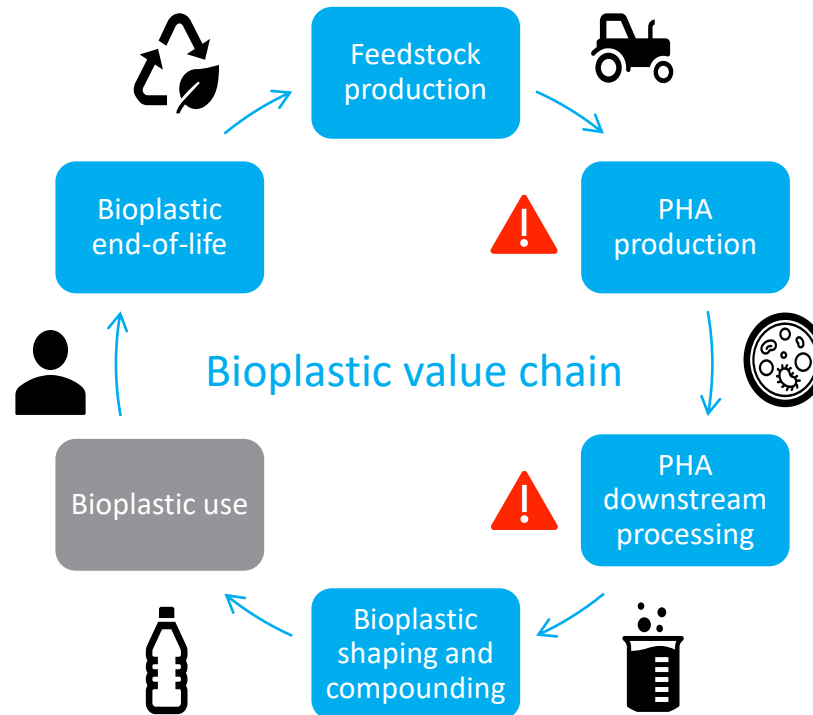 Feedstock
production
PHA
production
Bioplastic
end-of-life
Bioplastic value chain
PHA
downstream
processing
Bioplastic use
Bioplastic
shaping and
compounding